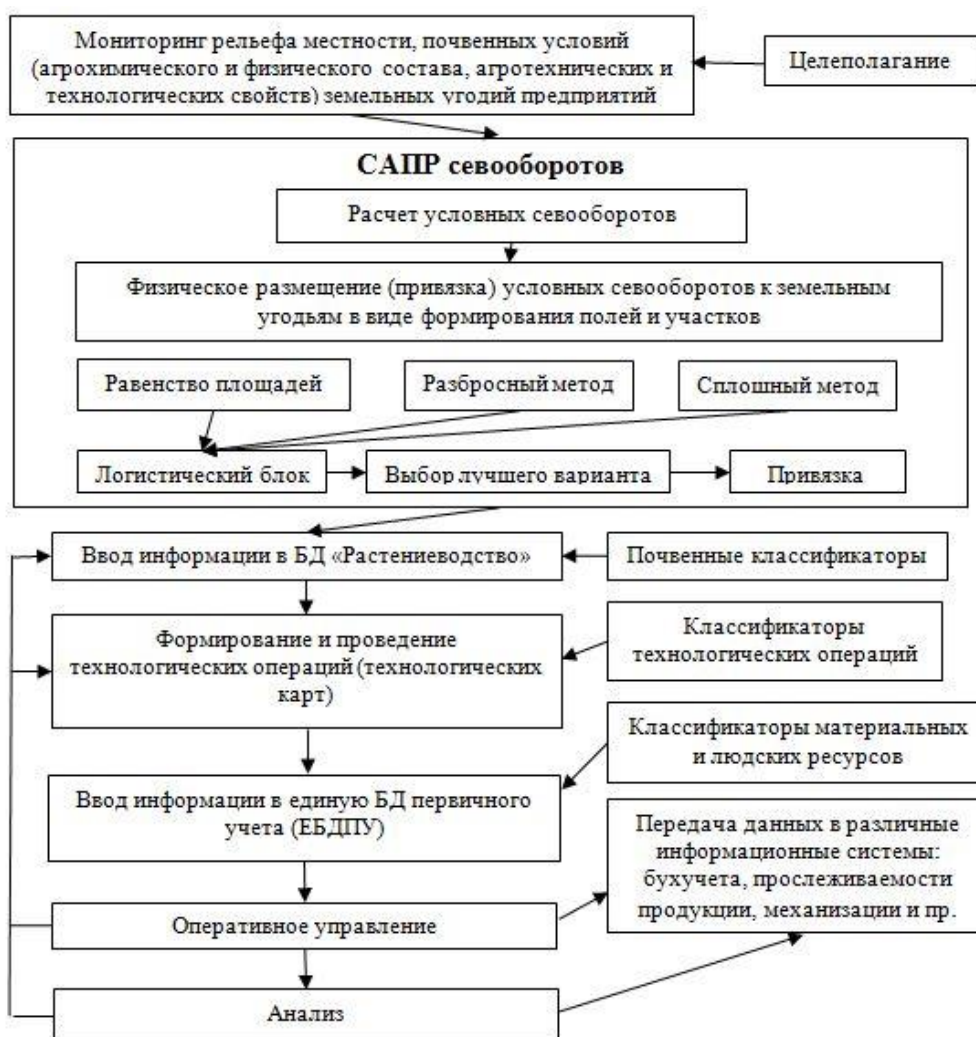 Мониторинг рельефа местности, почвенных условий
(агрохимического и физического состава, агротехнических и
технологических свойств) земельных угодий предприятий
Целеполагание
САПР севооборотов
Расчет условных севооборотов
Физическое размещение (привязка) условных севооборотов к земельным
угодьям в виде формирования полей и участков
Равенство площадей
Разбросный метод
Сплошный метод
Логистический блок
Выбор лучшего варианта
Привязка
Ввод информации в БД «Растениеводство»
Почвенные классификаторы
Формирование и проведение
технологических операций (технологических
карт)
Классификаторы
технологических операций
Классификаторы материальных
и людских ресурсов
Ввод информации в единую БД первичного
учета (ЕБДПУ)
Передача данных в различные
информационные системы:
бухучета, прослеживаемости
продукции, механизации и пр.
Оперативное управление
Анализ